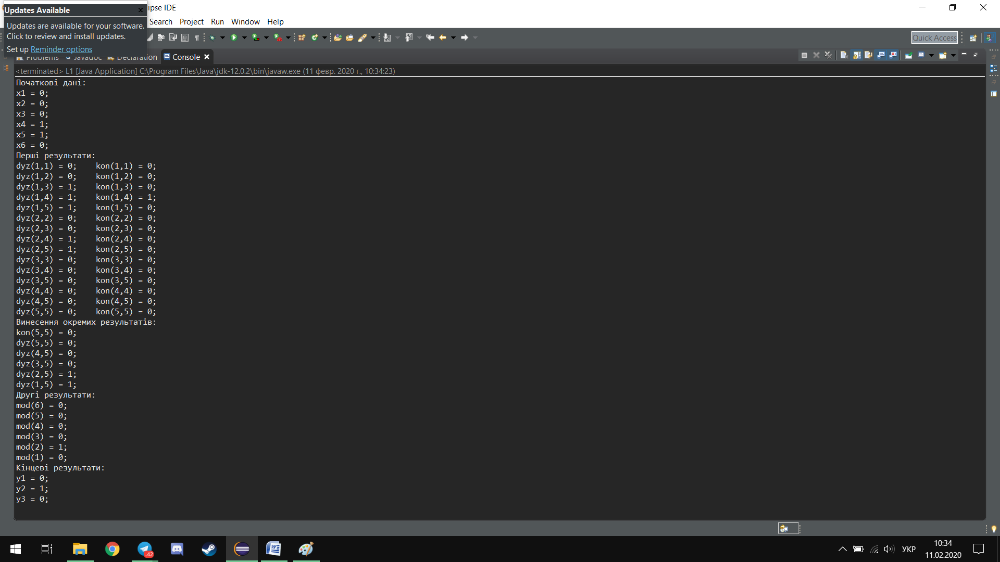 Updates Available
Updates are available for your software.
Click to review and install updates.
Set up Reminder options
ipse IDE
Search Project Run Window Help
Quick Access
Problems Javadoc Declaration Console
<terminated> L1 [Java Application] C:\Program Files\Java\jdk-12.0.2\bin\javaw.exe (11 февр. 2020 г., 10:34:23)
Початкові дані:
x1 = 0;
x2 = 0;
x3 = 0;
x4 = 1;
x5 = 1;
x6 = 0;
Перші результати:
dyz(1,1) = 0; kon(1,1) = 0;
dyz(1,2) = 0; kon(1,2) = 0;
dyz(1,3) = 1; kon(1,3) = 0;
dyz(1,4) = 1; kon(1,4) = 1;
dyz(1,5) = 1; kon(1,5) = 0;
dyz(2,2) = 0; kon(2,2) = 0;
dyz(2,3) = 0; kon(2,3) = 0;
dyz(2,4) = 1; kon(2,4) = 0;
dyz(2,5) = 1; kon(2,5) = 0;
dyz(3,3) = 0; kon(3,3) = 0;
dyz(3,4) = 0; kon(3,4) = 0;
dyz(3,5) = 0; kon(3,5) = 0;
dyz(4,4) = 0; kon(4,4) = 0;
dyz(4,5) = 0; kon(4,5) = 0;
dyz(5,5) = 0; kon(5,5) = 0;
Винесення окремих результатів:
kon(5,5) = 0;
dyz(5,5) = 0;
dyz(4,5) = 0;
dyz(3,5) = 0;
dyz(2,5) = 1;
dyz(1,5) = 1;
Другі результати:
mod(6) = 0;
mod(5) = 0;
mod(4) = 0;
mod(3) = 0;
mod(2) = 1;
mod(1) = 0;
Кінцеві результати:
y1 = 0;
y2 = 1;
y3 = 0;
..42
УКР
10:34
11.02.2020